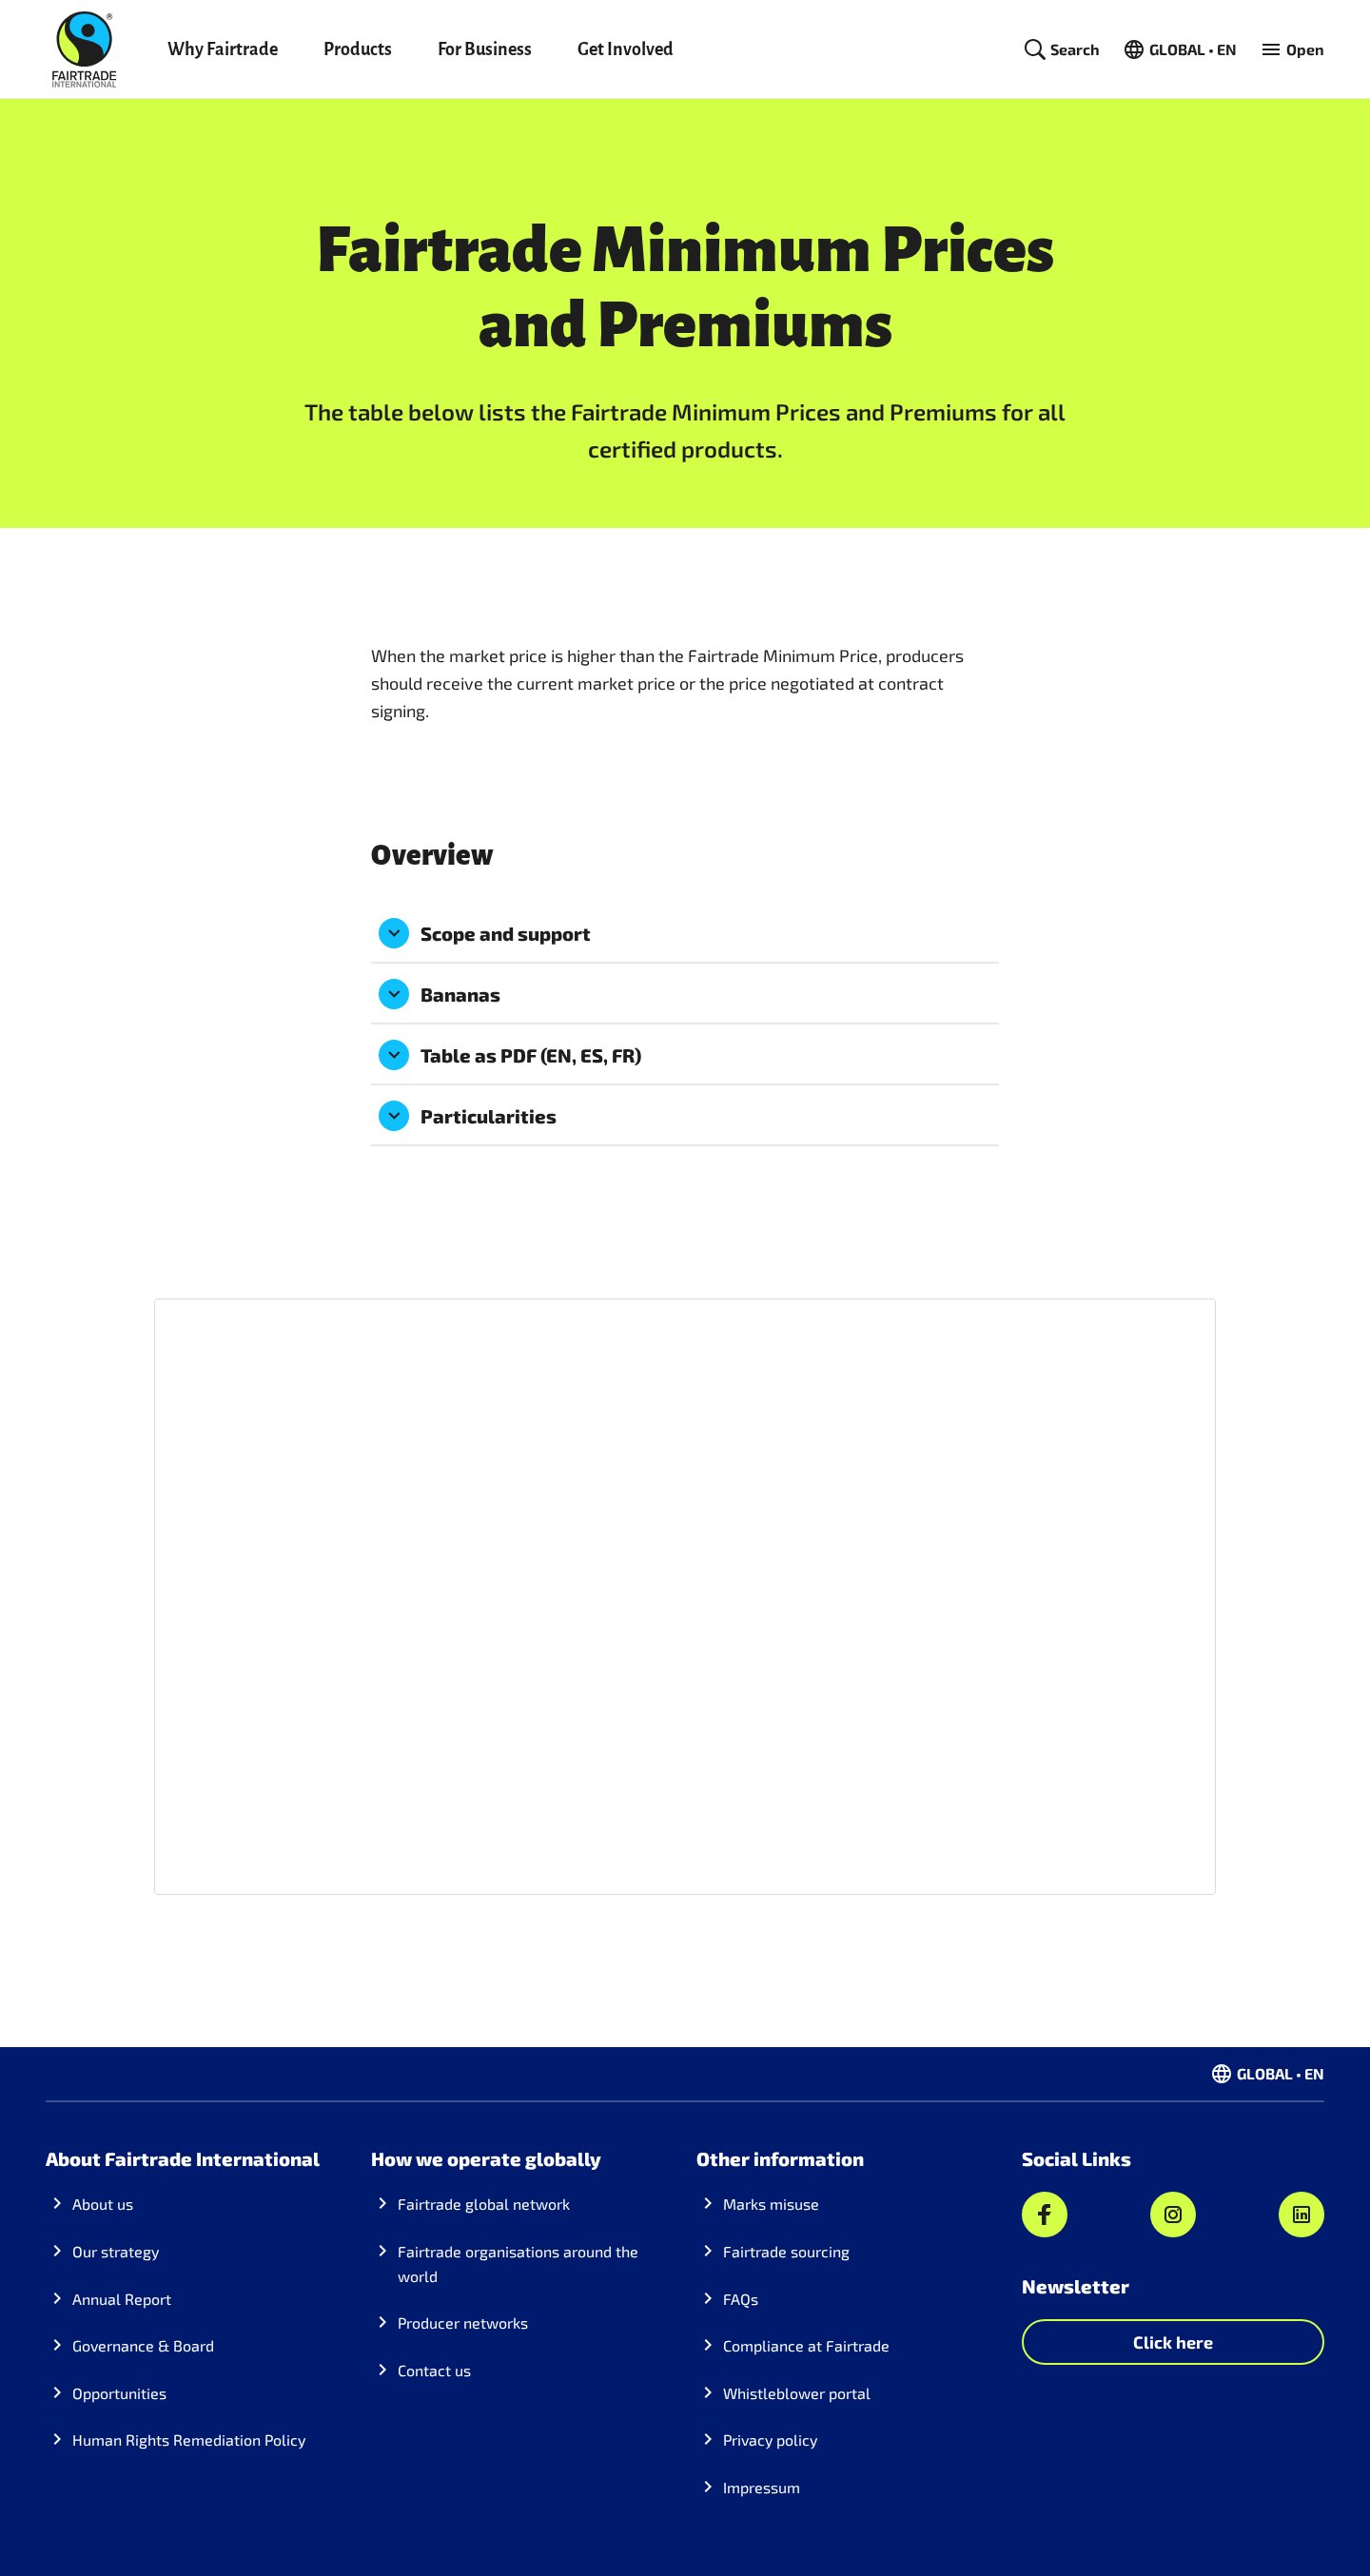 FAIRTRADE
INTERNATIONAL
®
Why Fairtrade
Products
For Business
Get Involved
Search
GLOBAL • EN
Open
Fairtrade Minimum Prices
and Premiums
The table below lists the Fairtrade Minimum Prices and Premiums for all
certified products.
When the market price is higher than the Fairtrade Minimum Price, producers
should receive the current market price or the price negotiated at contract
signing.
Overview
Scope and support
Bananas
Table as PDF (EN, ES, FR)
Particularities
GLOBAL • EN
About Fairtrade International
About us
Our strategy
Annual Report
Governance & Board
Opportunities
Human Rights Remediation Policy
How we operate globally
Fairtrade global network
Fairtrade organisations around the
world
Producer networks
Contact us
Other information
Marks misuse
Fairtrade sourcing
FAQs
Compliance at Fairtrade
Whistleblower portal
Privacy policy
Impressum
Social Links
Newsletter
Click here